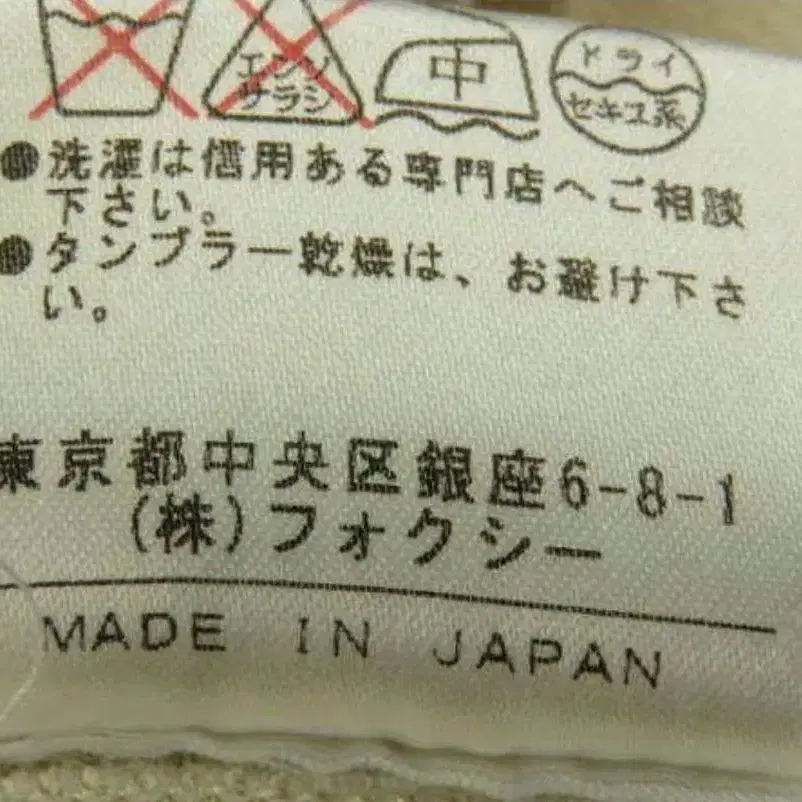 エンソ
サラシ
中
ドライ
セキユ系
●洗濯は信用ある専門店へご相談
下さい。
●タンブラー乾燥は、お避け下さ
い。
東京都中央区銀座6-8-1
(株)フォクシー
MADE IN JAPAN